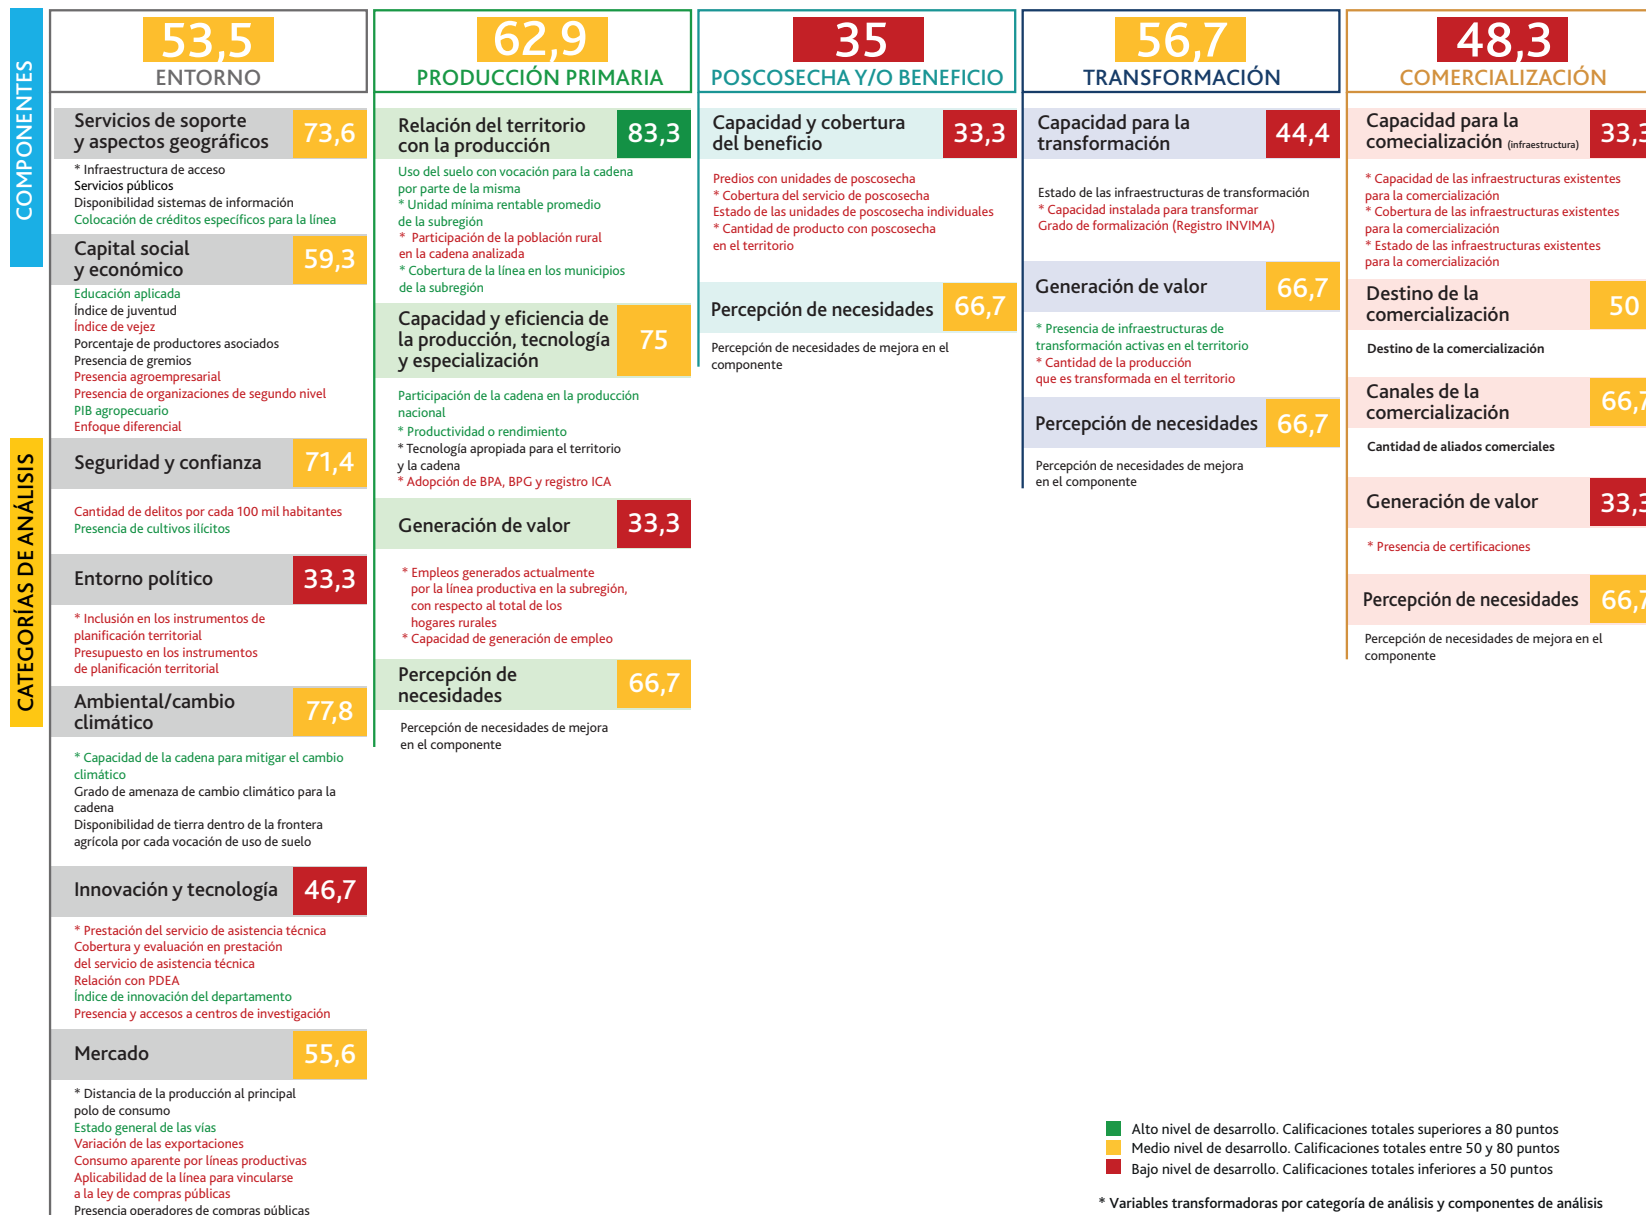 COMPONENTES
CATEGORÍAS DE ANÁLISIS
53,5
ENTORNO
Servicios de soporte
y aspectos geográficos
73,6
* Infraestructura de acceso
Servicios públicos
Disponibilidad sistemas de información
Colocación de créditos específicos para la línea
Capital social
y económico
59,3
Educación aplicada
Índice de juventud
Índice de vejez
Porcentaje de productores asociados
Presencia de gremios
Presencia agroempresarial
Presencia de organizaciones de segundo nivel
PIB agropecuario
Enfoque diferencial
Seguridad y confianza
71,4
Cantidad de delitos por cada 100 mil habitantes
Presencia de cultivos ilícitos
Entorno político
33,3
* Inclusión en los instrumentos de
planificación territorial
Presupuesto en los instrumentos
de planificación territorial
Ambiental/cambio
climático
77,8
* Capacidad de la cadena para mitigar el cambio
climático
Grado de amenaza de cambio climático para la
cadena
Disponibilidad de tierra dentro de la frontera
agrícola por cada vocación de uso de suelo
Innovación y tecnología
46,7
* Prestación del servicio de asistencia técnica
Cobertura y evaluación en prestación
del servicio de asistencia técnica
Relación con PDEA
Índice de innovación del departamento
Presencia y accesos a centros de investigación
Mercado
55,6
* Distancia de la producción al principal
polo de consumo
Estado general de las vías
Variación de las exportaciones
Consumo aparente por líneas productivas
Aplicabilidad de la línea para vincularse
a la ley de compras públicas
Presencia operadores de compras públicas
62,9
PRODUCCIÓN PRIMARIA
Relación del territorio
con la producción
83,3
Uso del suelo con vocación para la cadena
por parte de la misma
* Unidad mínima rentable promedio
de la subregión
* Participación de la población rural
en la cadena analizada
* Cobertura de la línea en los municipios
de la subregión
Capacidad y eficiencia de
la producción, tecnología
y especialización
75
Participación de la cadena en la producción
nacional
* Productividad o rendimiento
* Tecnología apropiada para el territorio
y la cadena
* Adopción de BPA, BPG y registro ICA
Generación de valor
33,3
* Empleos generados actualmente
por la línea productiva en la subregión,
con respecto al total de los
hogares rurales
* Capacidad de generación de empleo
Percepción de
necesidades
66,7
Percepción de necesidades de mejora
en el componente
35
POSCOSECHA Y/O BENEFICIO
Capacidad y cobertura
del beneficio
33,3
Predios con unidades de poscosecha
* Cobertura del servicio de poscosecha
Estado de las unidades de poscosecha individuales
* Cantidad de producto con poscosecha
en el territorio
Percepción de necesidades
66,7
Percepción de necesidades de mejora en el
componente
56,7
TRANSFORMACIÓN
Capacidad para la
transformación
44,4
Estado de las infraestructuras de transformación
* Capacidad instalada para transformar
Grado de formalización (Registro INVIMA)
Generación de valor
66,7
* Presencia de infraestructuras de
transformación activas en el territorio
* Cantidad de la producción
que es transformada en el territorio
Percepción de necesidades
66,7
Percepción de necesidades de mejora
en el componente
48,3
COMERCIALIZACIÓN
Capacidad para la
comecialización (infraestructura)
33,3
* Capacidad de las infraestructuras existentes
para la comercialización
* Cobertura de las infraestructuras existentes
para la comercialización
* Estado de las infraestructuras existentes
para la comercialización
Destino de la
comercialización
50
Destino de la comercialización
Canales de la
comercialización
66,7
Cantidad de aliados comerciales
Generación de valor
33,3
* Presencia de certificaciones
Percepción de necesidades
66,7
Percepción de necesidades de mejora en el
componente
Alto nivel de desarrollo. Calificaciones totales superiores a 80 puntos
Medio nivel de desarrollo. Calificaciones totales entre 50 y 80 puntos
Bajo nivel de desarrollo. Calificaciones totales inferiores a 50 puntos
* Variables transformadoras por categoría de análisis y componentes de análisis